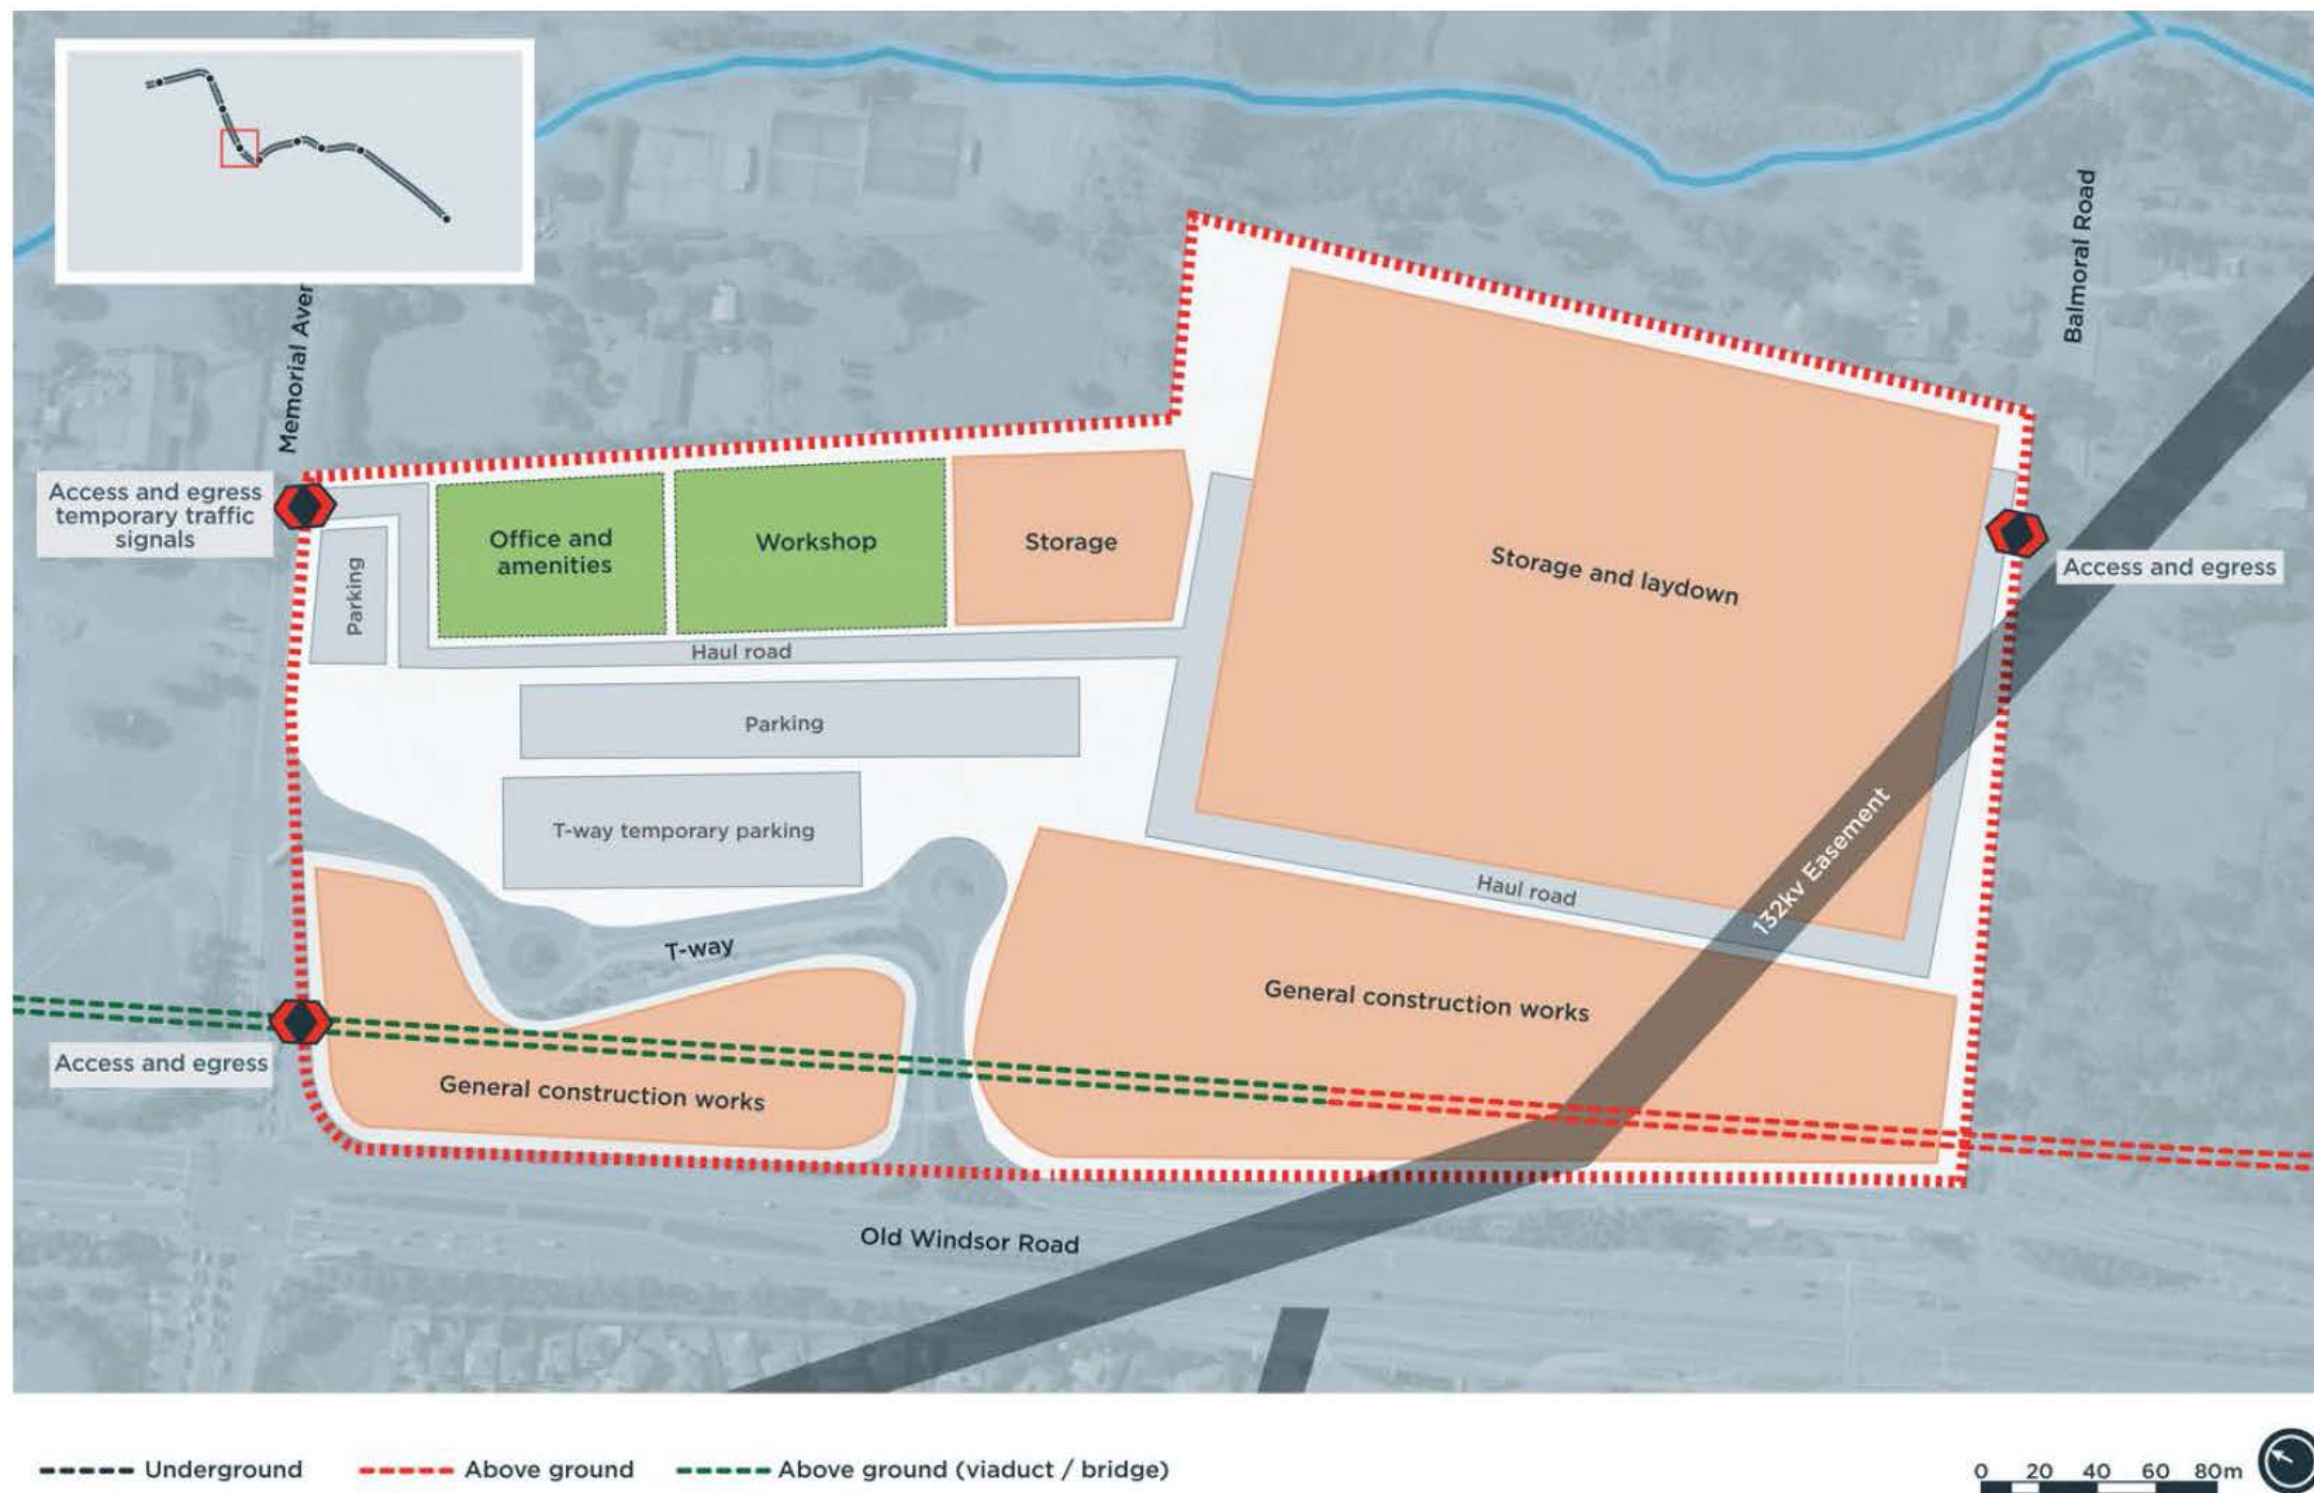 Memorial Aven
Balmoral Road
Access and egress
temporary traffic
signals
Office and
amenities
Workshop
Storage
Storage and laydown
Access and egress
Parking
Haul road
Parking
T-way temporary parking
132kv Easement
Haul road
T-way
General construction works
Access and egress
General construction works
Old Windsor Road
Underground
Above ground
Above ground (viaduct / bridge)
0 20 40 60 80m